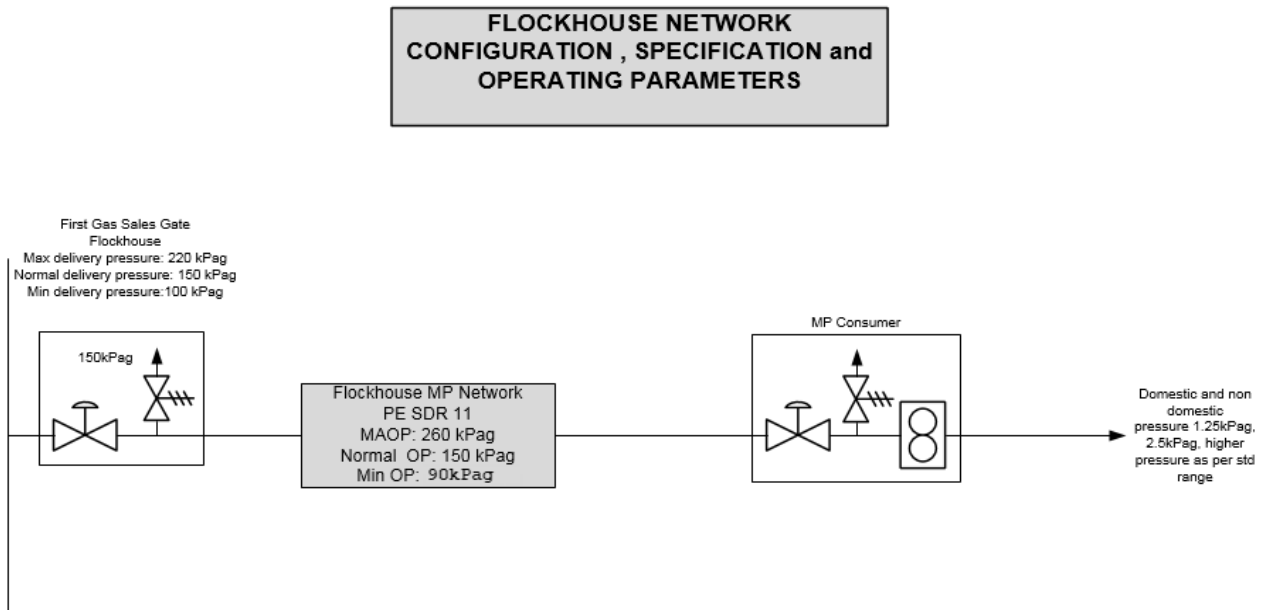 FLOCKHOUSE NETWORK
CONFIGURATION , SPECIFICATION and
OPERATING PARAMETERS
First Gas Sales Gate
Flockhouse
Max delivery pressure: 220 kPag
Normal delivery pressure: 150 kPag
Min delivery pressure:100 kPag
150kPag
Flockhouse MP Network
PE SDR 11
MAOP: 260 kPag
Normal OP: 150 kPag
Min OP: 90kPag
MP Consumer
Domestic and non
domestic
pressure 1.25kPag,
2.5kPag, higher
pressure as per std
range